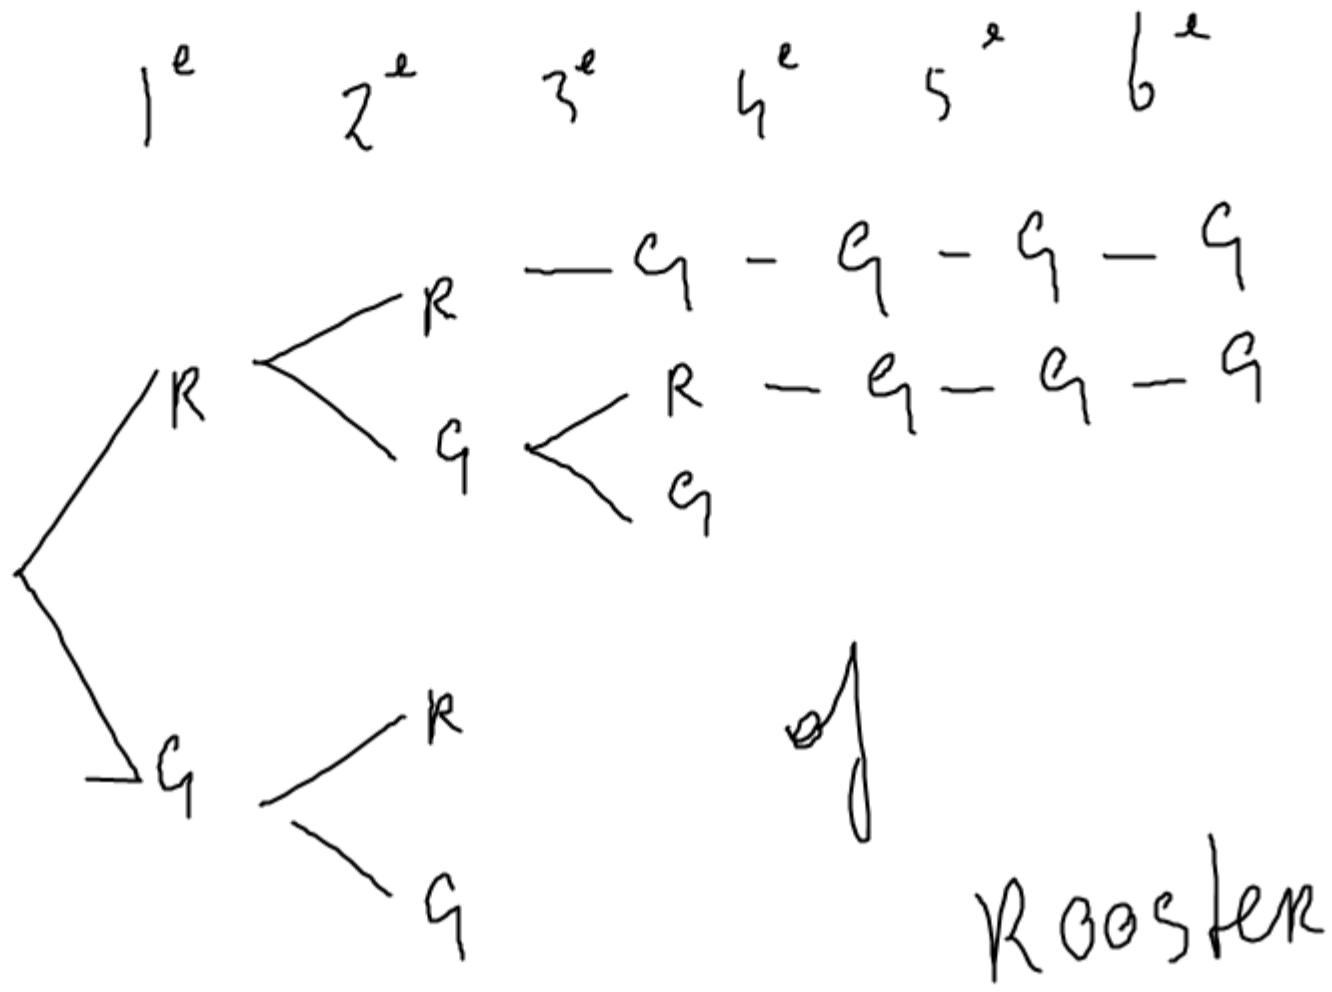 1e 2e 3e 4e 5e 6e
R — G - G - G — G
R R — G — G — G
G
G
R
G of
G
Rooster